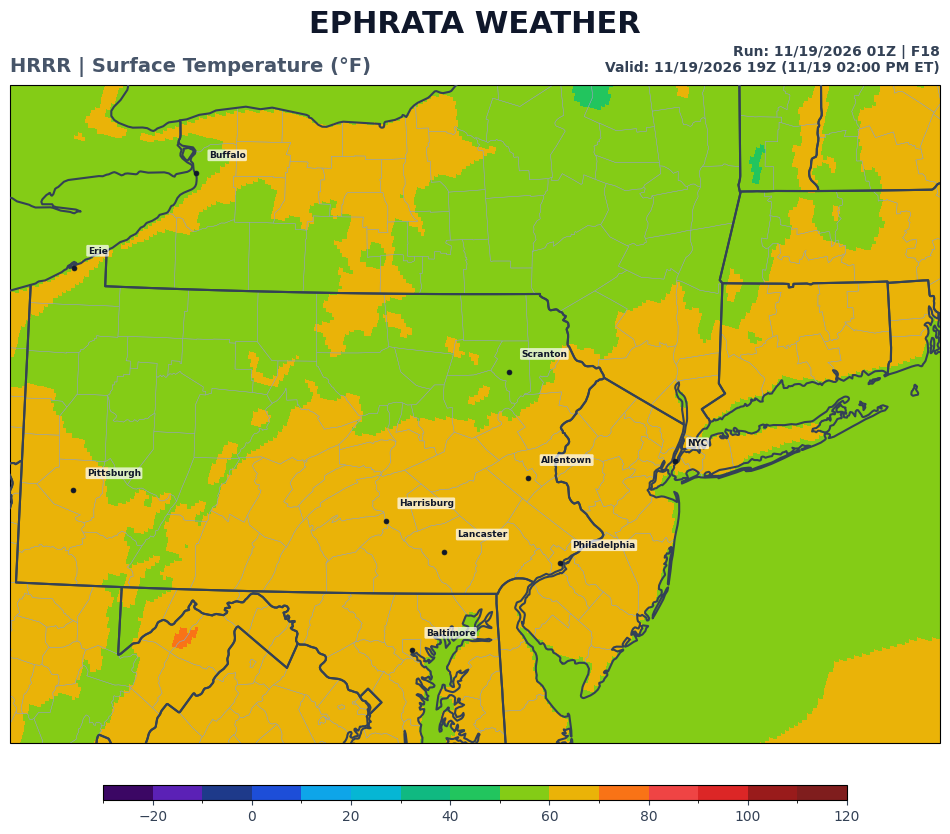 EPHRATA WEATHER
HRRR | Surface Temperature (°F)
Run: 11/19/2026 01Z | F18
Valid: 11/19/2026 19Z (11/19 02:00 PM ET)
Buffalo
Erie
Scranton
NYC
Allentown
Pittsburgh
Harrisburg
Lancaster
Philadelphia
Baltimore
−20 0 20 40 60 80 100 120